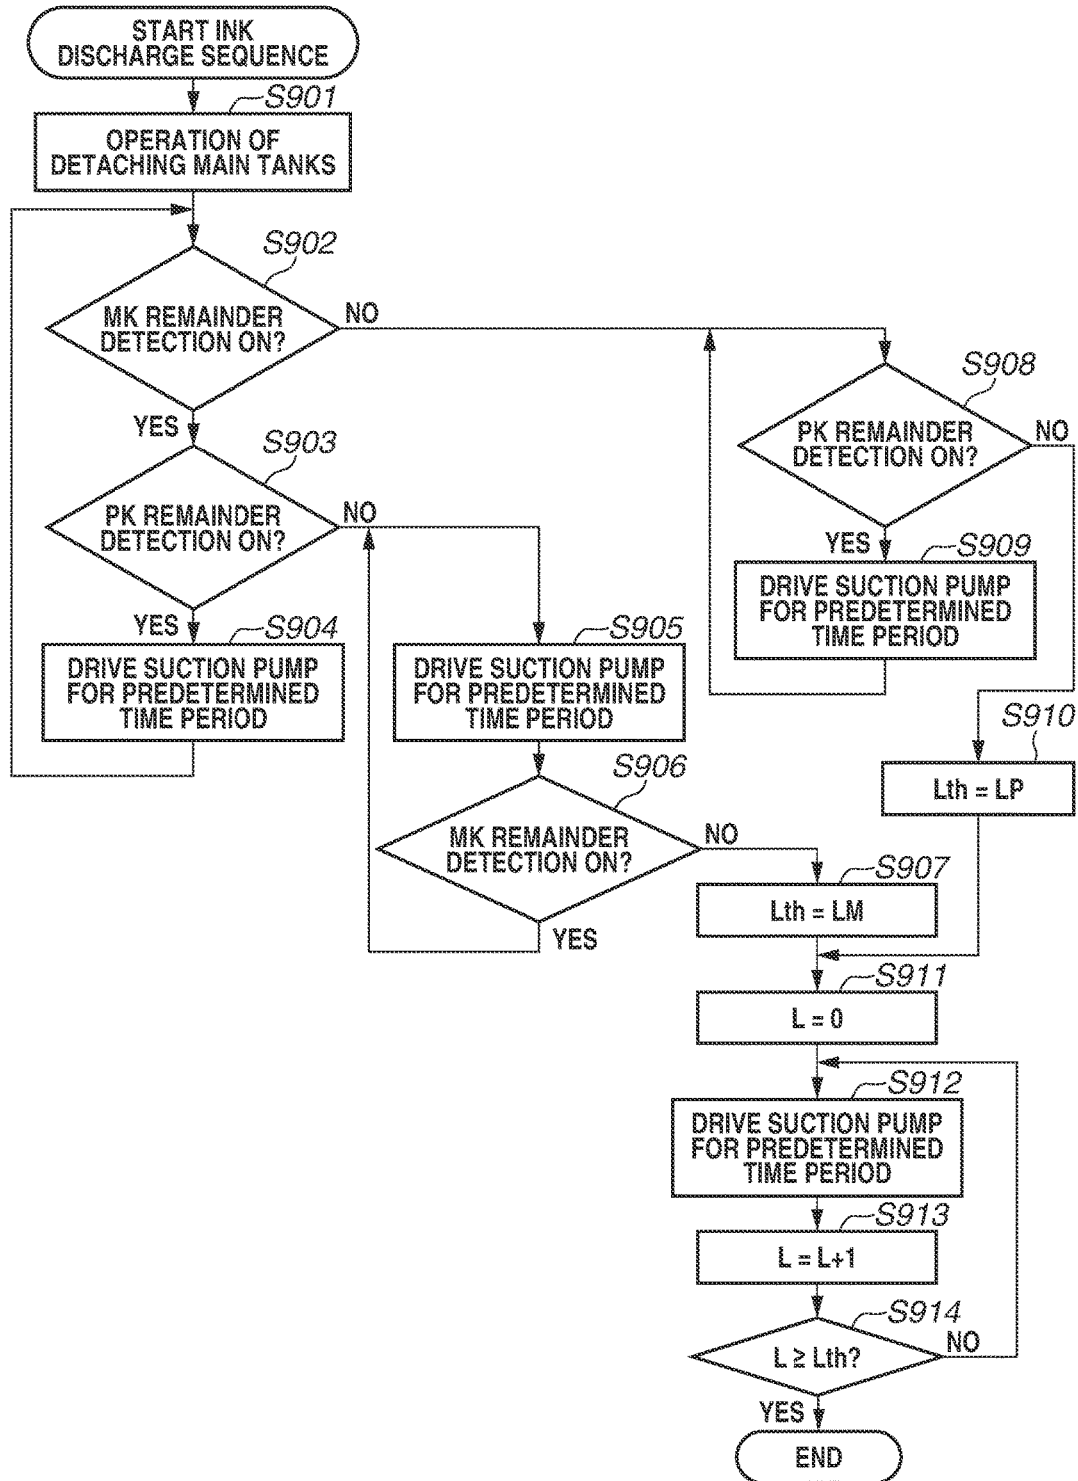 START INK
DISCHARGE SEQUENCE
S901
OPERATION OF
DETACHING MAIN TANKS
S902
MK REMAINDER
DETECTION ON?
NO
YES
S903
PK REMAINDER
DETECTION ON?
NO
YES
S904
DRIVE SUCTION PUMP
FOR PREDETERMINED
TIME PERIOD
S905
DRIVE SUCTION PUMP
FOR PREDETERMINED
TIME PERIOD
S906
MK REMAINDER
DETECTION ON?
NO
YES
S907
Lth = LM
S908
PK REMAINDER
DETECTION ON?
NO
YES
S909
DRIVE SUCTION PUMP
FOR PREDETERMINED
TIME PERIOD
S910
Lth = LP
S911
L = 0
S912
DRIVE SUCTION PUMP
FOR PREDETERMINED
TIME PERIOD
S913
L = L+1
S914
L ≥ Lth?
NO
YES
END